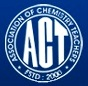 ASSOCIATION OF CHEMISTRY TEACHERS
ACT
ESTD : 2000